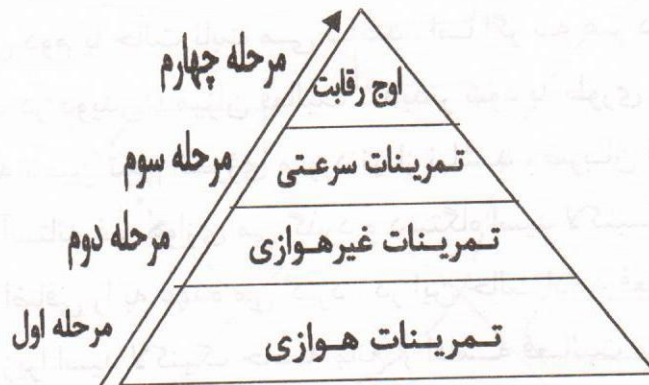 مرحله چهارم
اوج رقابت
مرحله سوم
تمرینات سرعتی
مرحله دوم
تمرینات غیرهوازی
مرحله اول
تمرینات هوازی